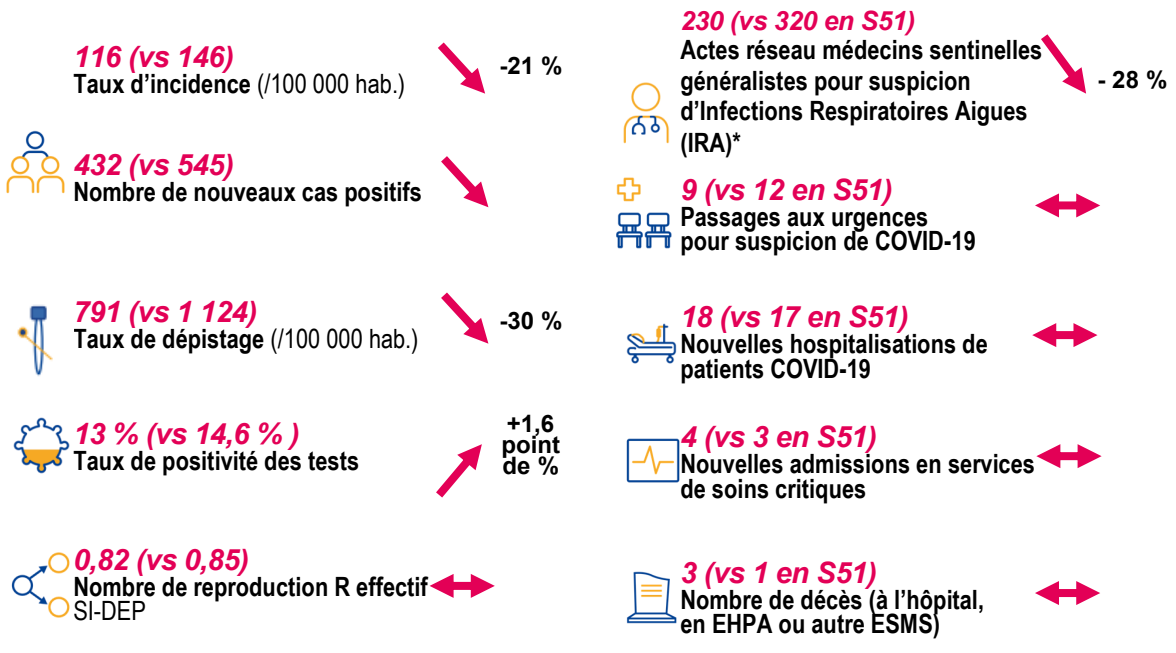 116 (vs 146)
Taux d'incidence (/100 000 hab.)
-21 %
432 (vs 545)
Nombre de nouveaux cas positifs
791 (vs 1 124)
Taux de dépistage (/100 000 hab.)
-30 %
13 % (vs 14,6 % )
Taux de positivité des tests
+1,6
point
de %
0,82 (vs 0,85)
Nombre de reproduction R effectif
SI-DEP
230 (vs 320 en S51)
Actes réseau médecins sentinelles
généralistes pour suspicion
d'Infections Respiratoires Aigues
(IRA)*
- 28 %
9 (vs 12 en S51)
Passages aux urgences
pour suspicion de COVID-19
18 (vs 17 en S51)
Nouvelles hospitalisations de
patients COVID-19
4 (vs 3 en S51)
Nouvelles admissions en services
de soins critiques
3 (vs 1 en S51)
Nombre de décès (à l'hôpital,
en EHPA ou autre ESMS)